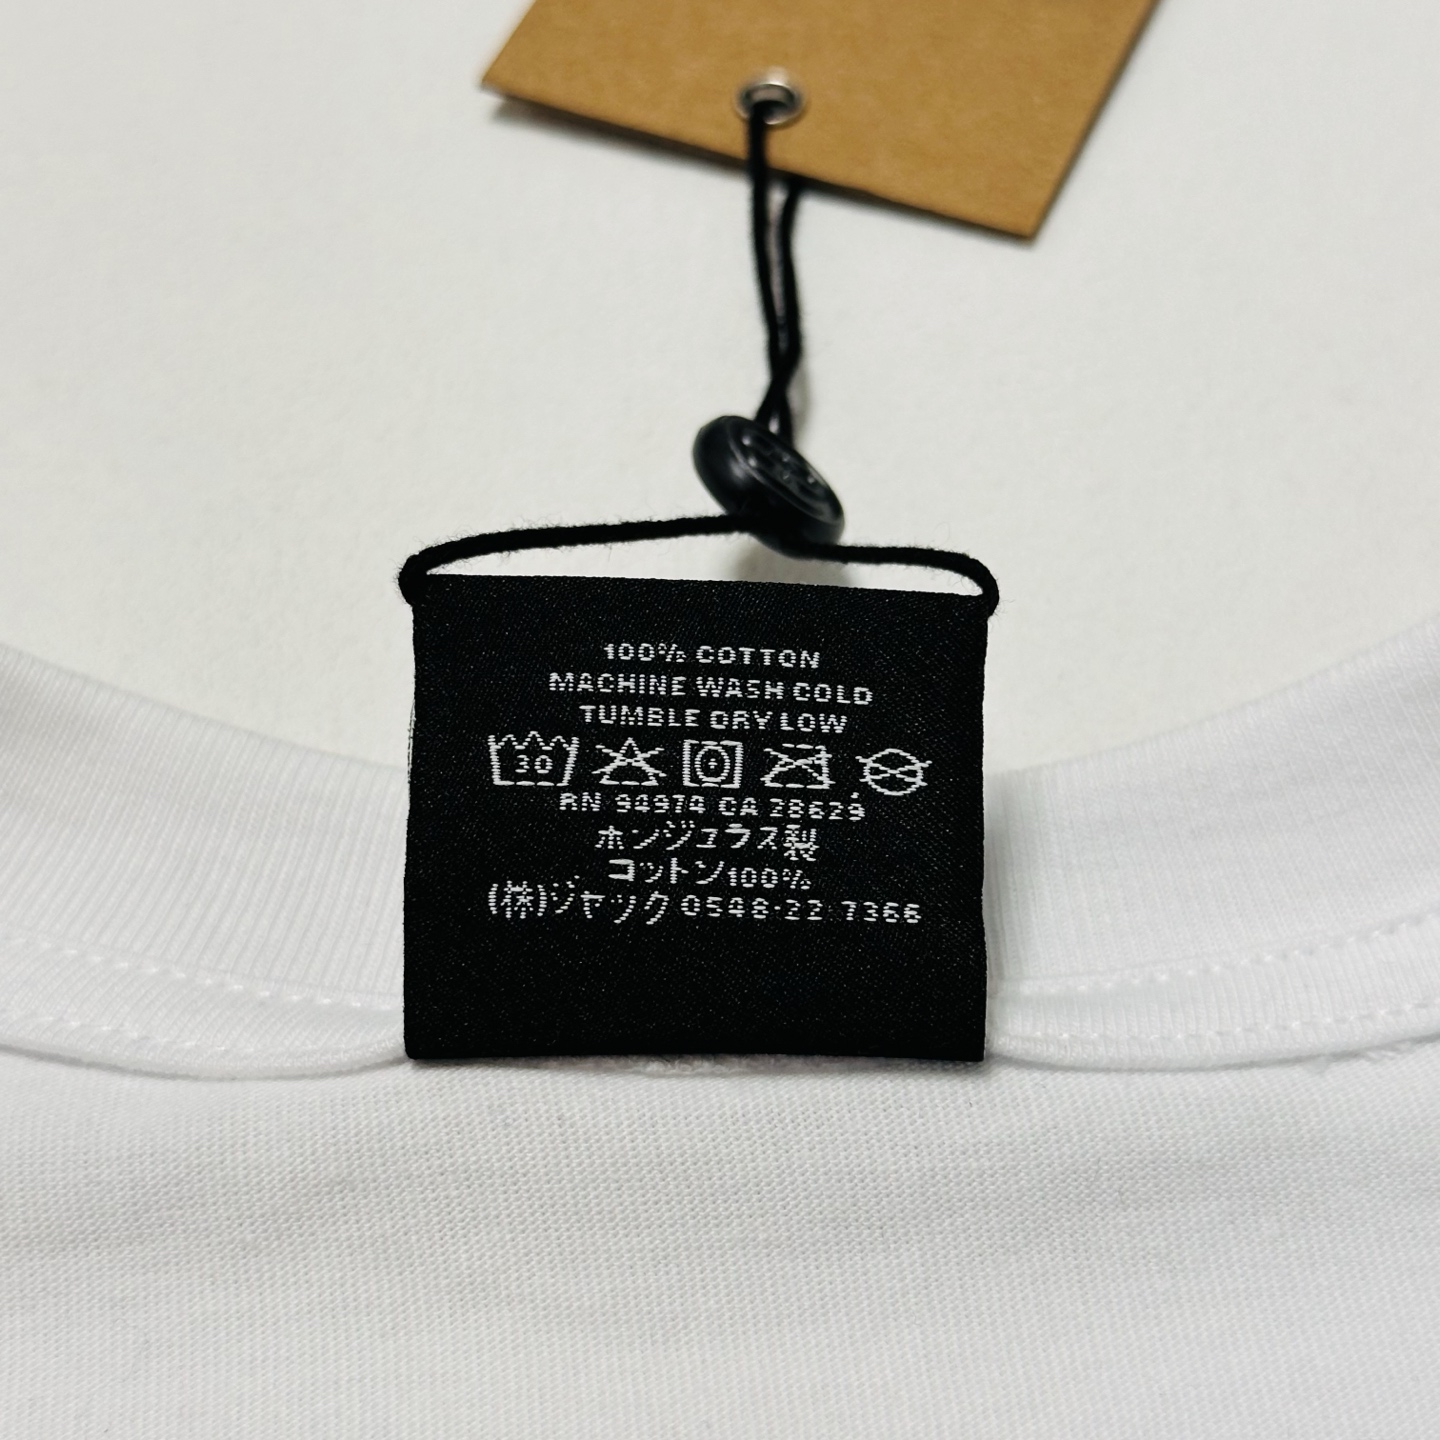 100% COTTON
MACHINE WASH COLD
TUMBLE DRY LOW
30
RN 94974 CA 28629
ホンジュラス製
コットン100%
(株)ジャック 0548-22-7366